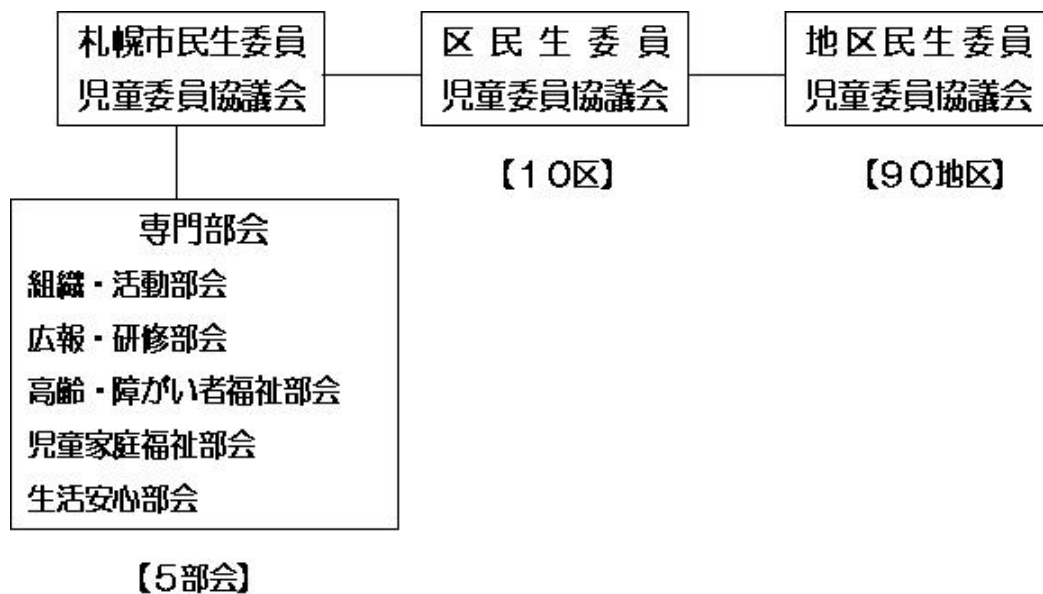 札幌市民生委員
児童委員協議会
区民生委員
児童委員協議会
地区民生委員
児童委員協議会
【10区】
【90地区】
専門部会
組織・活動部会
広報・研修部会
高齢・障がい者福祉部会
児童家庭福祉部会
生活安心部会
【5部会】